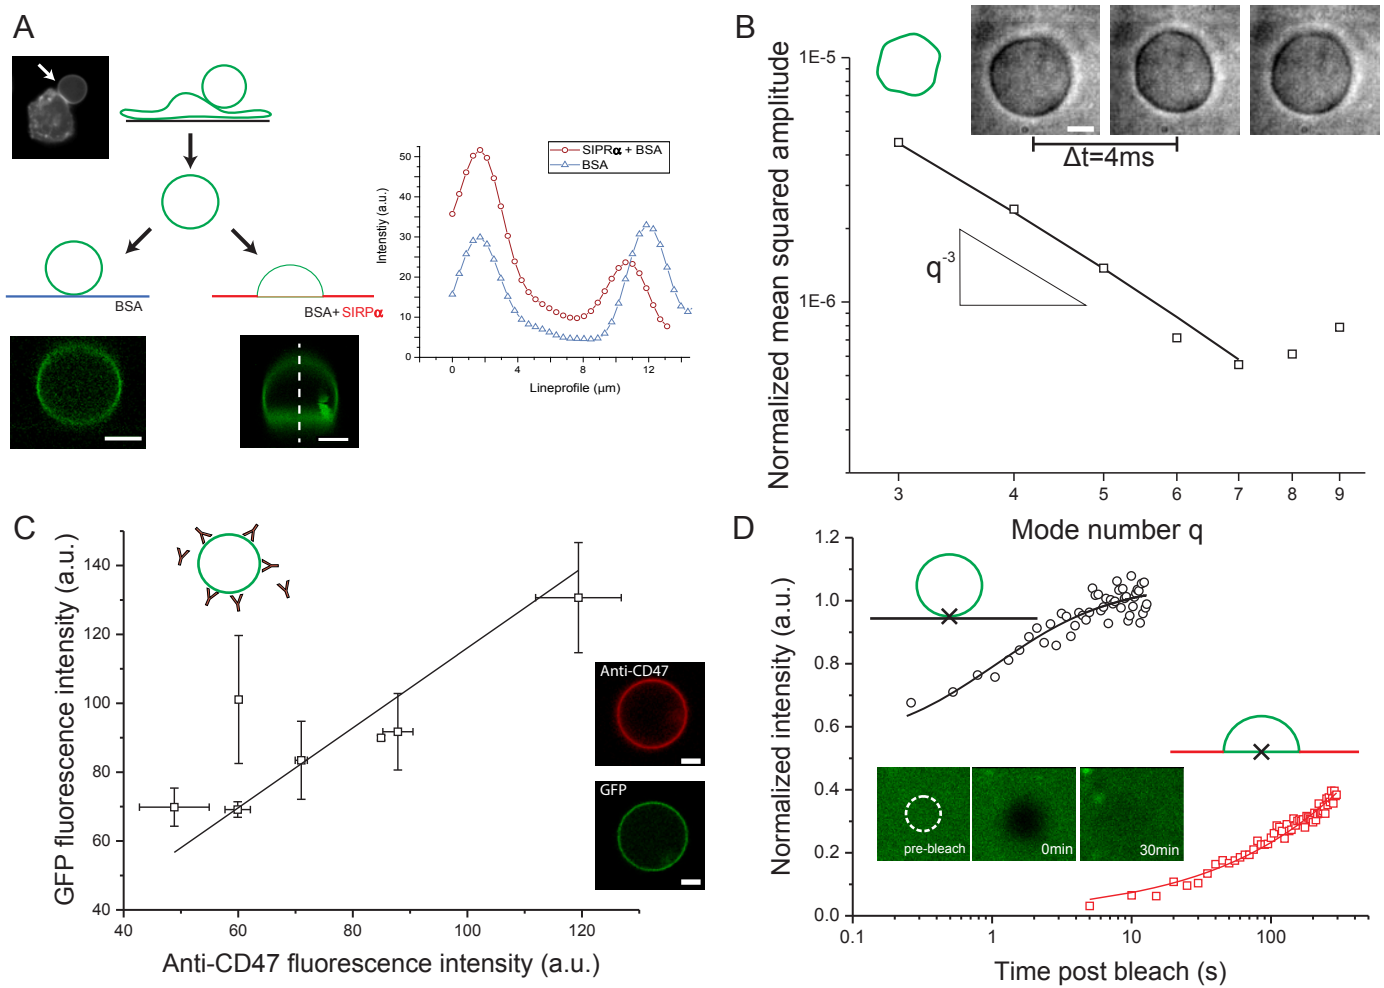 A
BSA
BSA+ SIRPα
Intenstiy (a.u.)
50
40
30
20
10
0
SIPRα + BSA
BSA
0
4
8
12
Lineprofile (μm)
B
Normalized mean squared amplitude
1E-5
1E-6
Δt=4ms
q-3
3
4
5
6
7
8
9
Mode number q
C
GFP fluorescence intensity (a.u.)
140
120
100
80
60
40
40
60
80
100
120
Anti-CD47 fluorescence intensity (a.u.)
Anti-CD47
GFP
D
Normalized intensity (a.u.)
1.2
1.0
0.8
0.6
0.4
0.2
0.0
pre-bleach
0min
30min
0.1
1
10
100
Time post bleach (s)